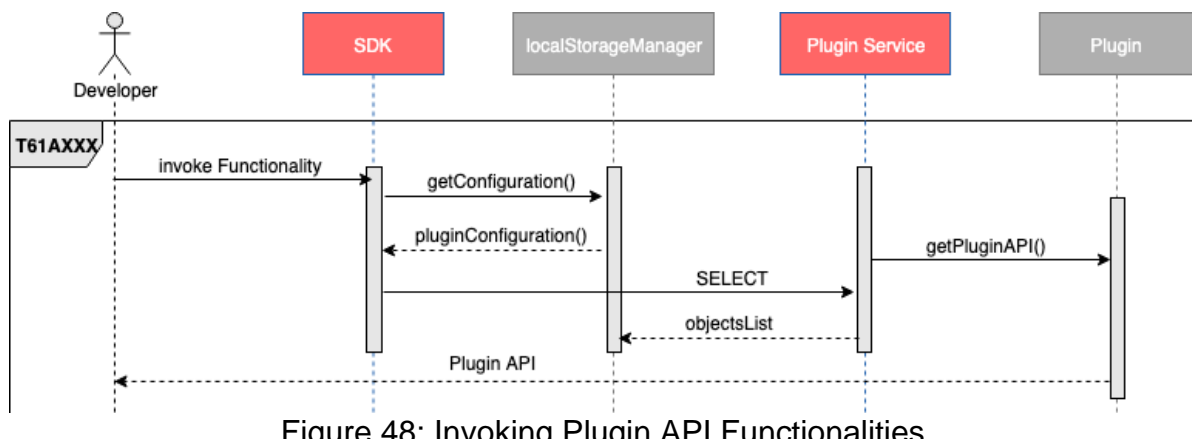 SDK
localStorageManager
Plugin Service
Plugin
Developer
T61AXXX
invoke Functionality
getConfiguration()
pluginConfiguration()
getPluginAPI()
SELECT
objectsList
Plugin API
Figure 48: Invoking Plugin API Functionalities